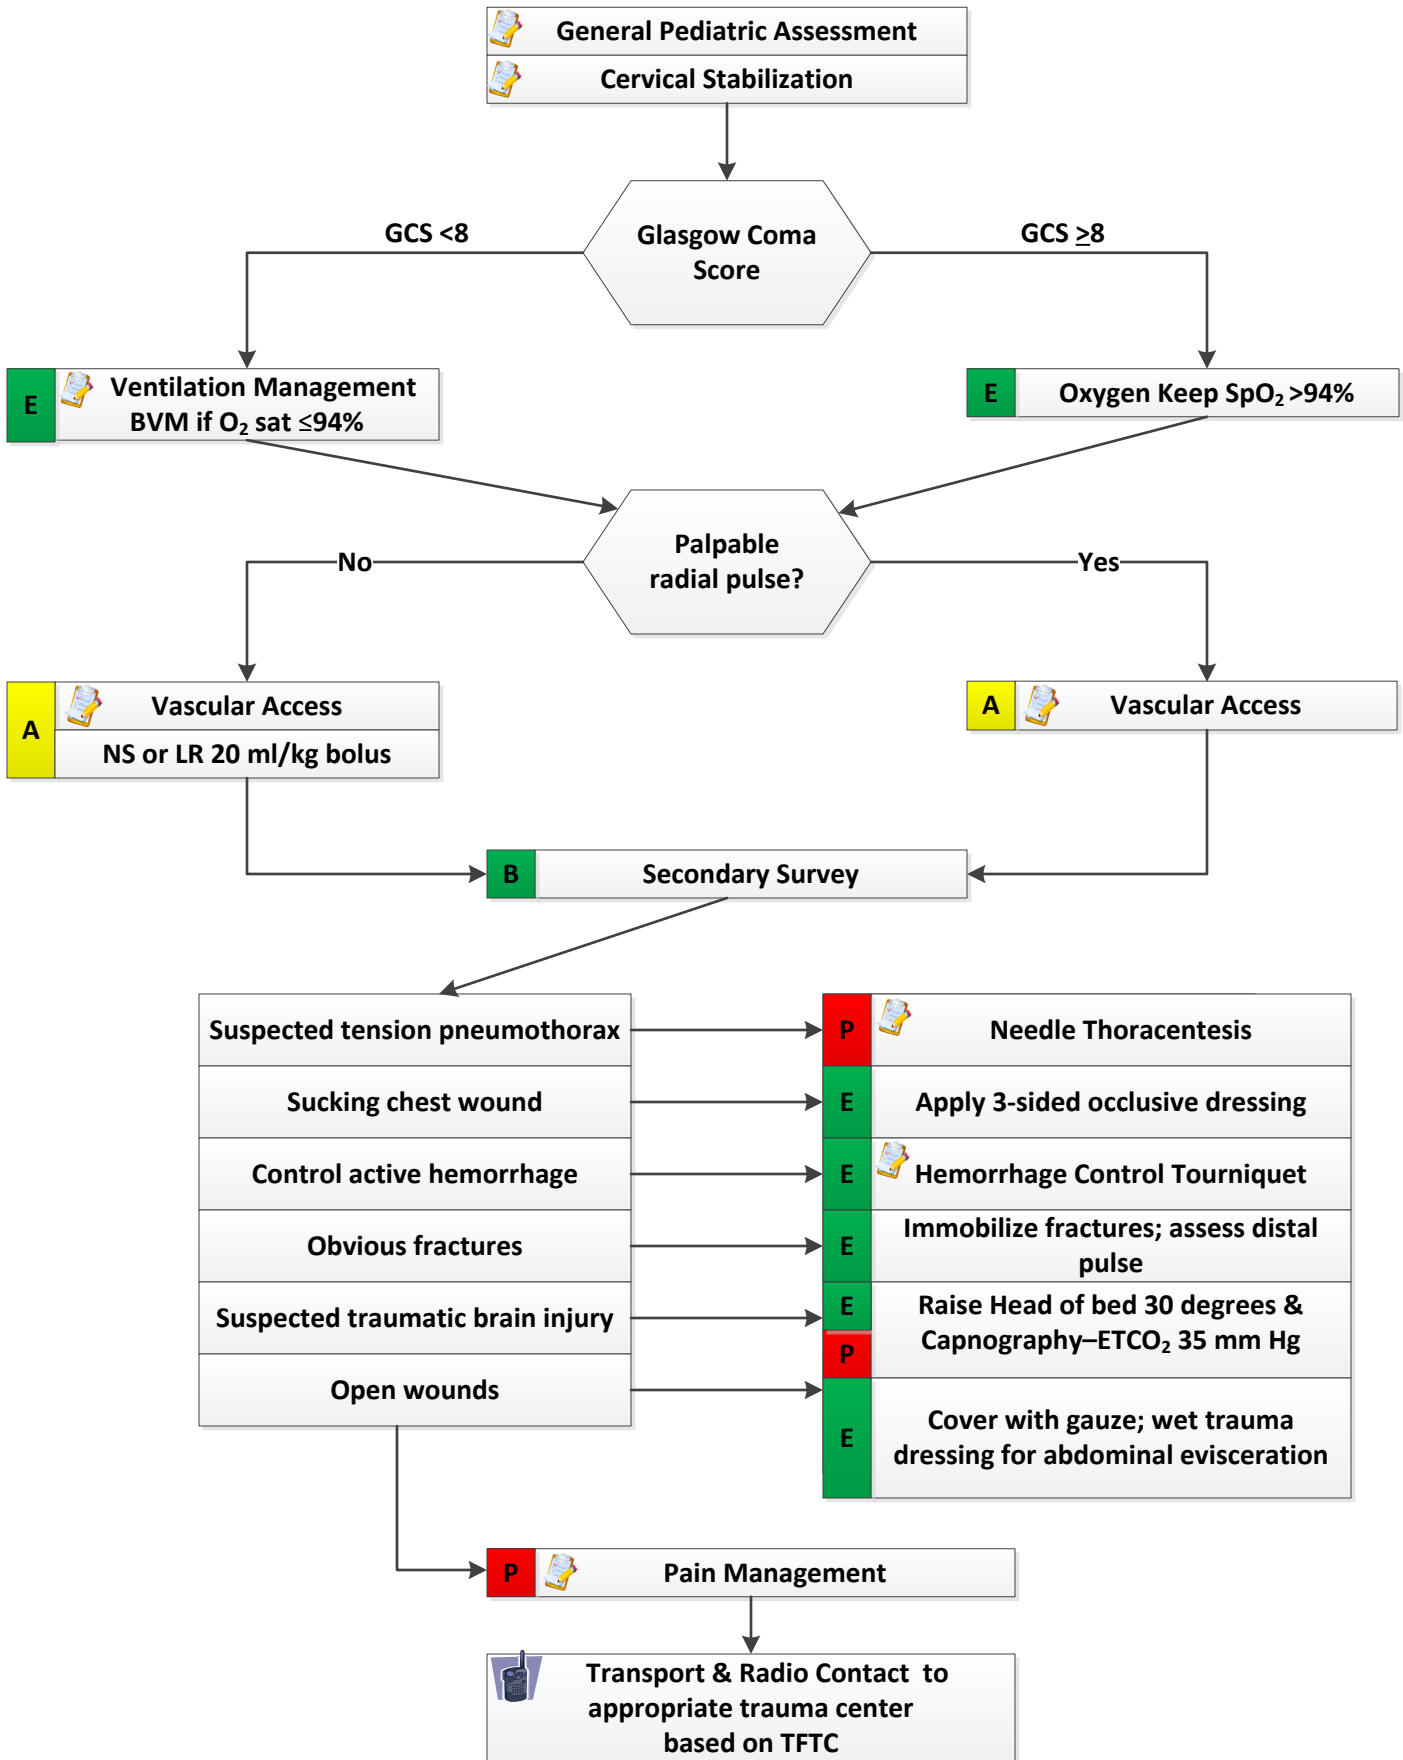 General Pediatric Assessment
Cervical Stabilization
GCS <8
Glasgow Coma
Score
GCS ≥8
E
Ventilation Management
BVM if O₂ sat ≤94%
E
Oxygen Keep SpO₂ >94%
No
Palpable
radial pulse?
Yes
A
Vascular Access
NS or LR 20 ml/kg bolus
A
Vascular Access
B
Secondary Survey
Suspected tension pneumothorax
P
Needle Thoracentesis
Sucking chest wound
E
Apply 3-sided occlusive dressing
Control active hemorrhage
E
Hemorrhage Control Tourniquet
Obvious fractures
E
Immobilize fractures; assess distal
pulse
Suspected traumatic brain injury
E
P
Raise Head of bed 30 degrees &
Capnography–ETCO₂ 35 mm Hg
Open wounds
E
Cover with gauze; wet trauma
dressing for abdominal evisceration
P
Pain Management
Transport & Radio Contact to
appropriate trauma center
based on TFTC